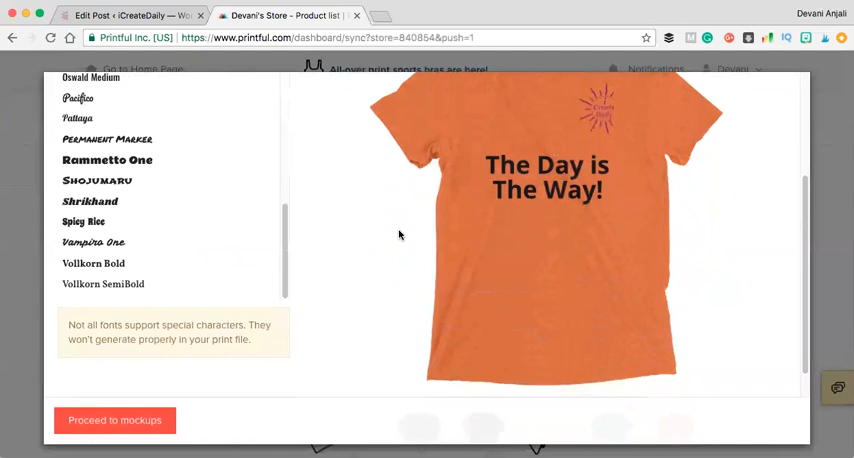 Edit Post ‹ iCreateDaily — Wor
Devani's Store - Product list |
Devani Anjali
Printful Inc. [US] | https://www.printful.com/dashboard/sync?store=840854&push=1
Go to Home Page
All-over print sports bras are here!
Notifications
Devani
Oswald Medium
Pacifico
Pattaya
Permanent Marker
Rammetto One
Shojumaru
Shrikhand
Spicy Rice
Vampiro One
Vollkorn Bold
Vollkorn SemiBold
Not all fonts support special characters. They
won't generate properly in your print file.
Proceed to mockups
Create
Daily
The Day is
The Way!